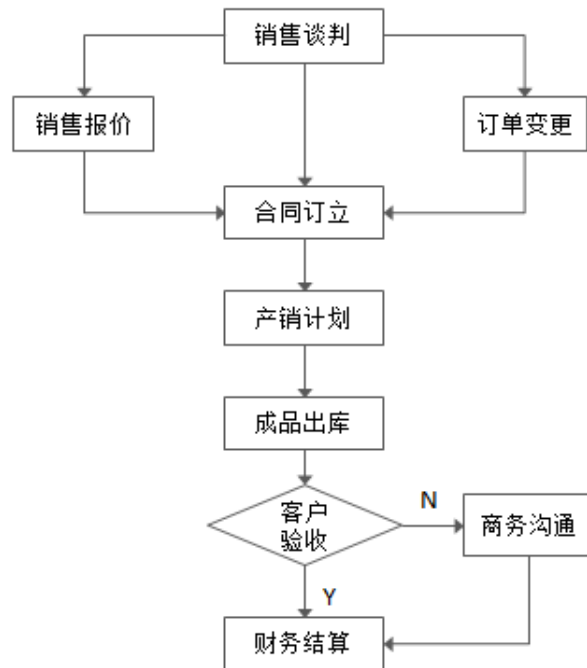 销售谈判
销售报价
订单变更
合同订立
产销计划
成品出库
客户
验收
N
商务沟通
Y
财务结算